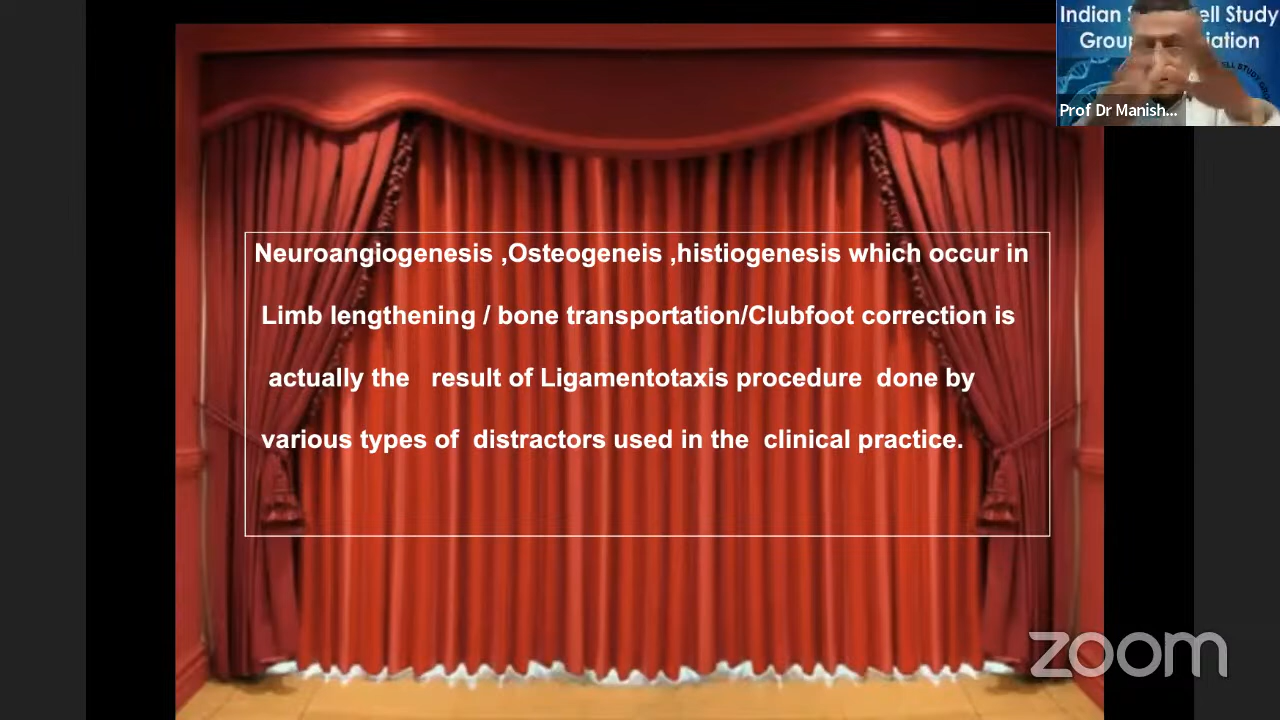 Indian S ell Study
Grou iation
ELL STUDY
Prof Dr Manish...
Neuroangiogenesis ,Osteogeneis ,histiogenesis which occur in
Limb lengthening / bone transportation/Clubfoot correction is
actually the result of Ligamentotaxis procedure done by
various types of distractors used in the clinical practice.
zoom